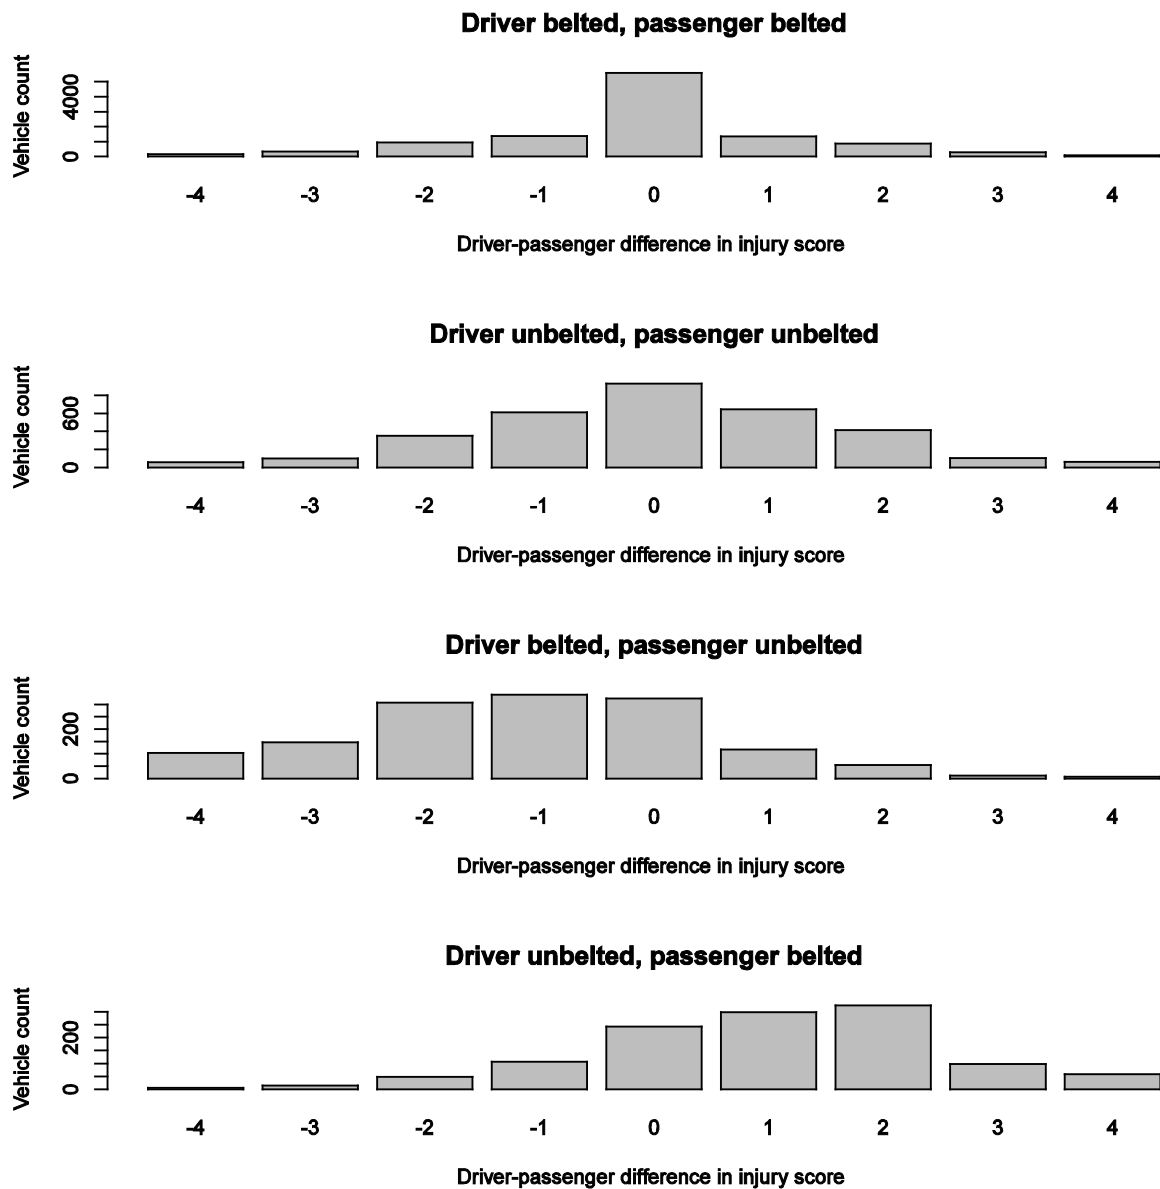 Driver belted, passenger belted
Vehicle count
4000
0
-4 -3 -2 -1 0 1 2 3 4
Driver-passenger difference in injury score
Driver unbelted, passenger unbelted
Vehicle count
600
0
-4 -3 -2 -1 0 1 2 3 4
Driver-passenger difference in injury score
Driver belted, passenger unbelted
Vehicle count
200
0
-4 -3 -2 -1 0 1 2 3 4
Driver-passenger difference in injury score
Driver unbelted, passenger belted
Vehicle count
200
0
-4 -3 -2 -1 0 1 2 3 4
Driver-passenger difference in injury score